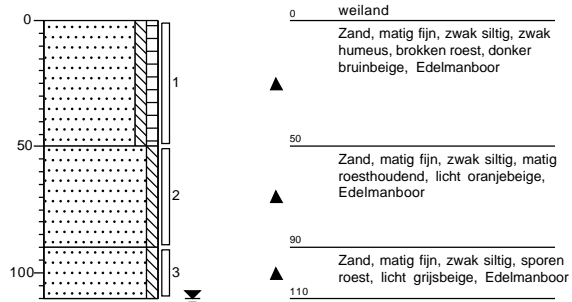 0
50
100
1
2
3
0 weiland
Zand, matig fijn, zwak siltig, zwak
humeus, brokken roest, donker
bruinbeige, Edelmanboor
50
Zand, matig fijn, zwak siltig, matig
roesthoudend, licht oranjebeige,
Edelmanboor
90
Zand, matig fijn, zwak siltig, sporen
roest, licht grijsbeige, Edelmanboor
110